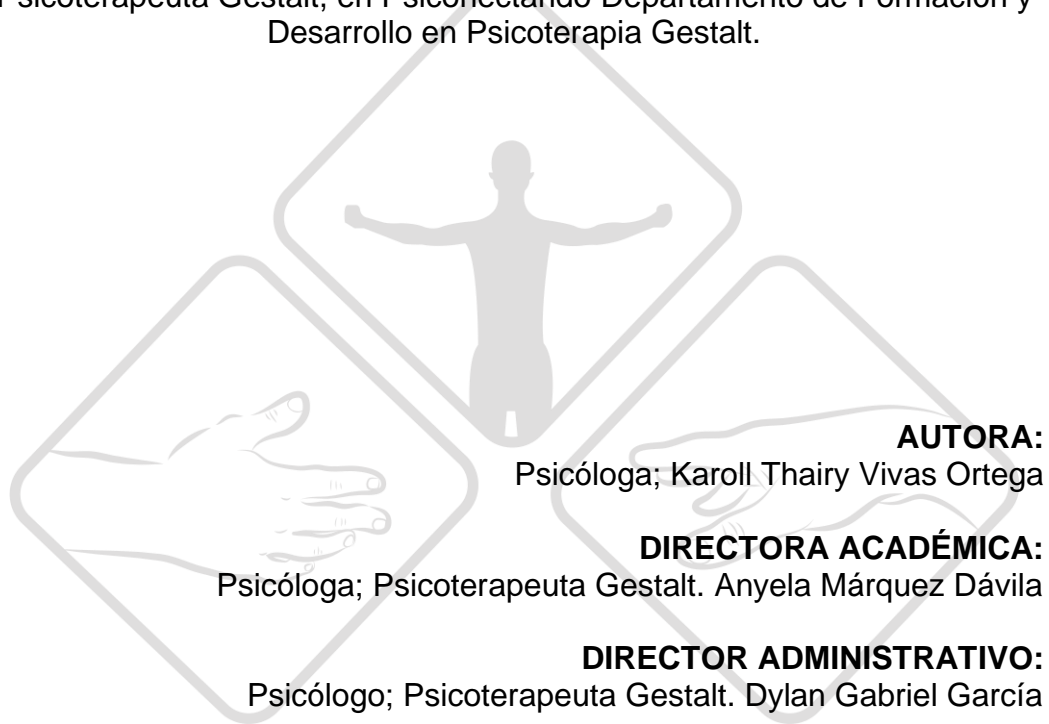 Psicoterapeuta Gestalt, en Psiconectando Departamento de Formación y
Desarrollo en Psicoterapia Gestalt.
AUTORA:
Psicóloga; Karoll Thairy Vivas Ortega
DIRECTORA ACADÉMICA:
Psicóloga; Psicoterapeuta Gestalt. Anyela Márquez Dávila
DIRECTOR ADMINISTRATIVO:
Psicólogo; Psicoterapeuta Gestalt. Dylan Gabriel García